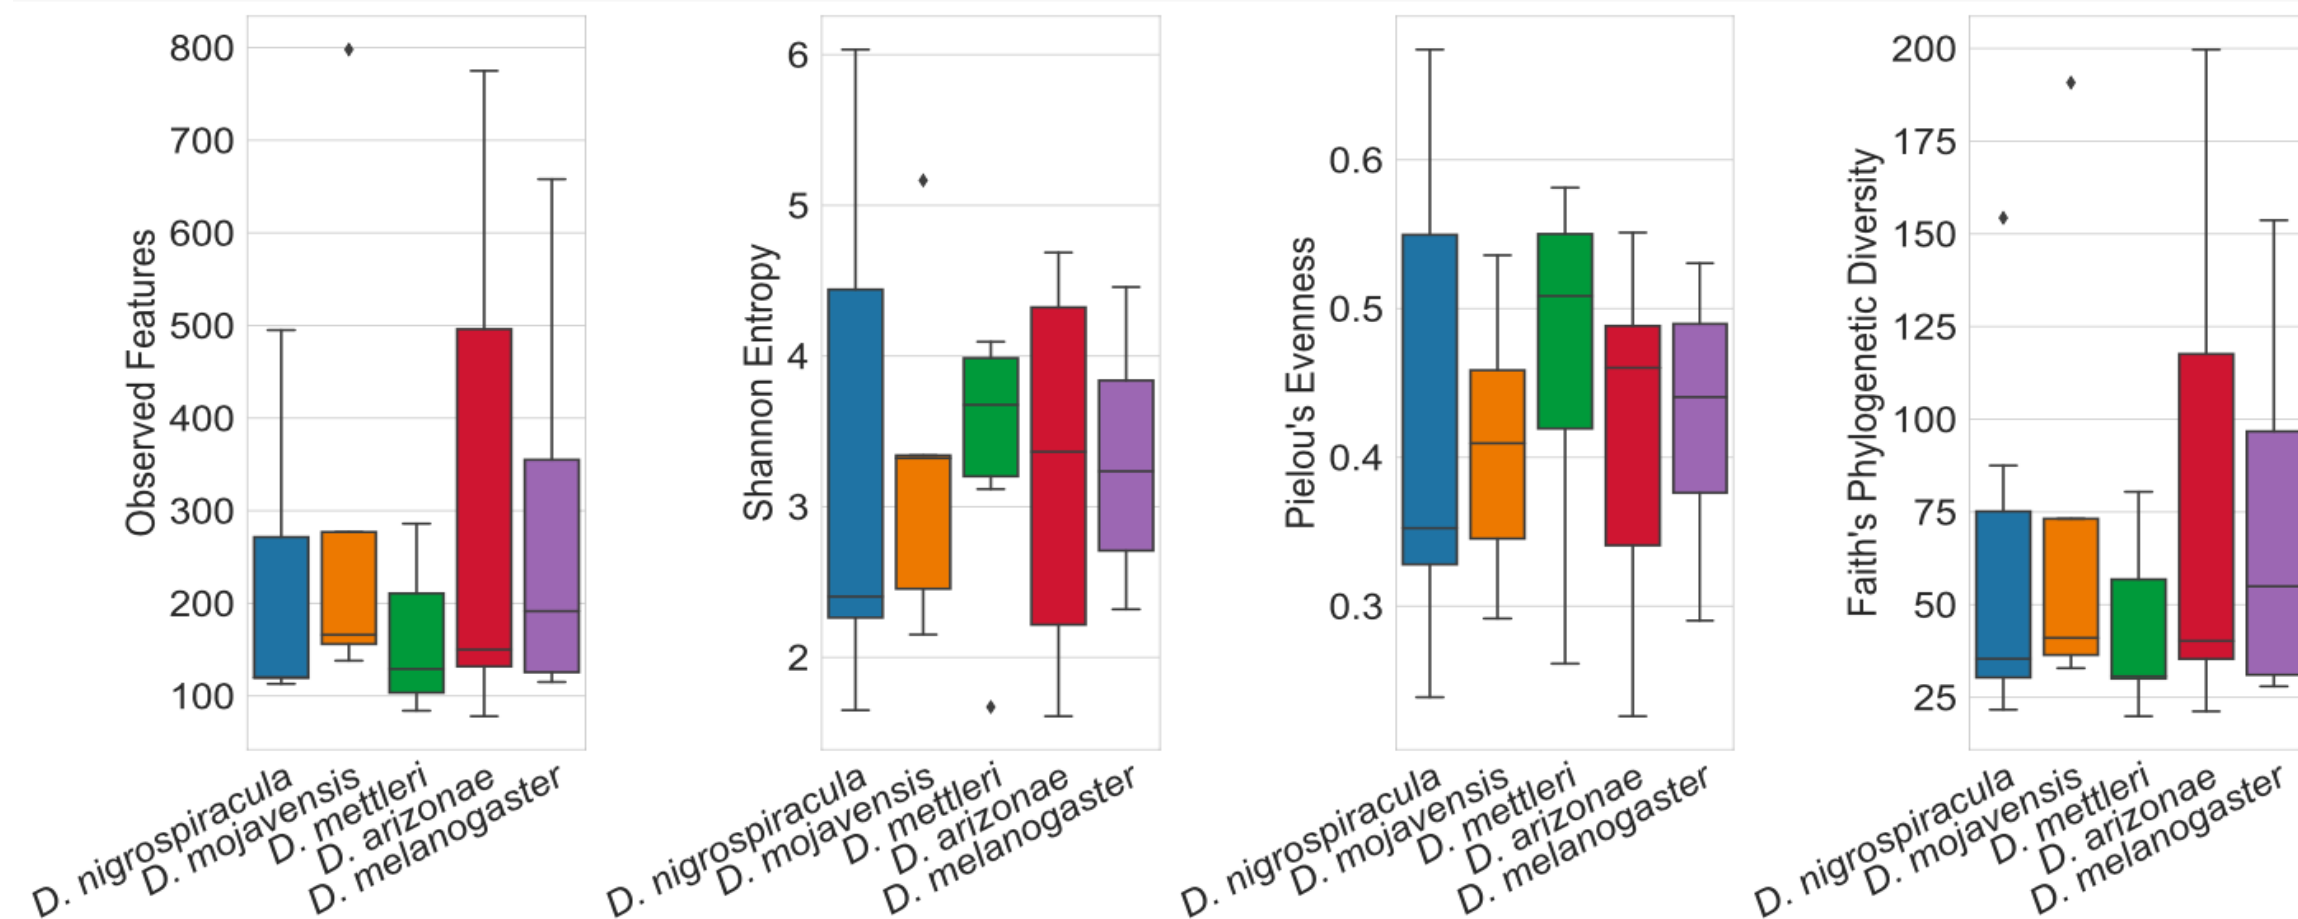 Observed Features
800
700
600
500
400
300
200
100
D. nigrospiracula
D. mojavensis
D. mettleri
D. arizonae
D. melanogaster
Shannon Entropy
6
5
4
3
2
D. nigrospiracula
D. mojavensis
D. mettleri
D. arizonae
D. melanogaster
Pielou's Evenness
0.6
0.5
0.4
0.3
D. nigrospiracula
D. mojavensis
D. mettleri
D. arizonae
D. melanogaster
Faith's Phylogenetic Diversity
200
175
150
125
100
75
50
25
D. nigrospiracula
D. mojavensis
D. mettleri
D. arizonae
D. melanogaster